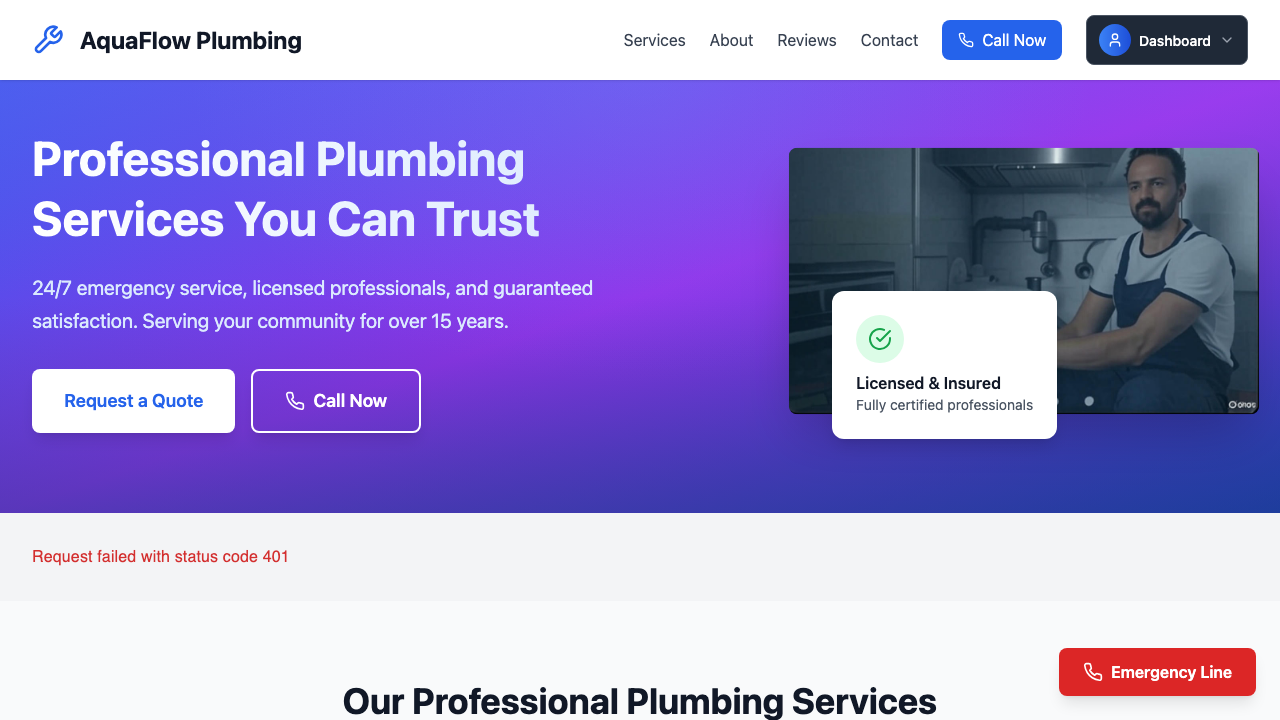 AquaFlow Plumbing
Services
About
Reviews
Contact
Call Now
Dashboard
Professional Plumbing
Services You Can Trust
24/7 emergency service, licensed professionals, and guaranteed
satisfaction. Serving your community for over 15 years.
Request a Quote
Call Now
Licensed & Insured
Fully certified professionals
Request failed with status code 401
Our Professional Plumbing Services
Emergency Line